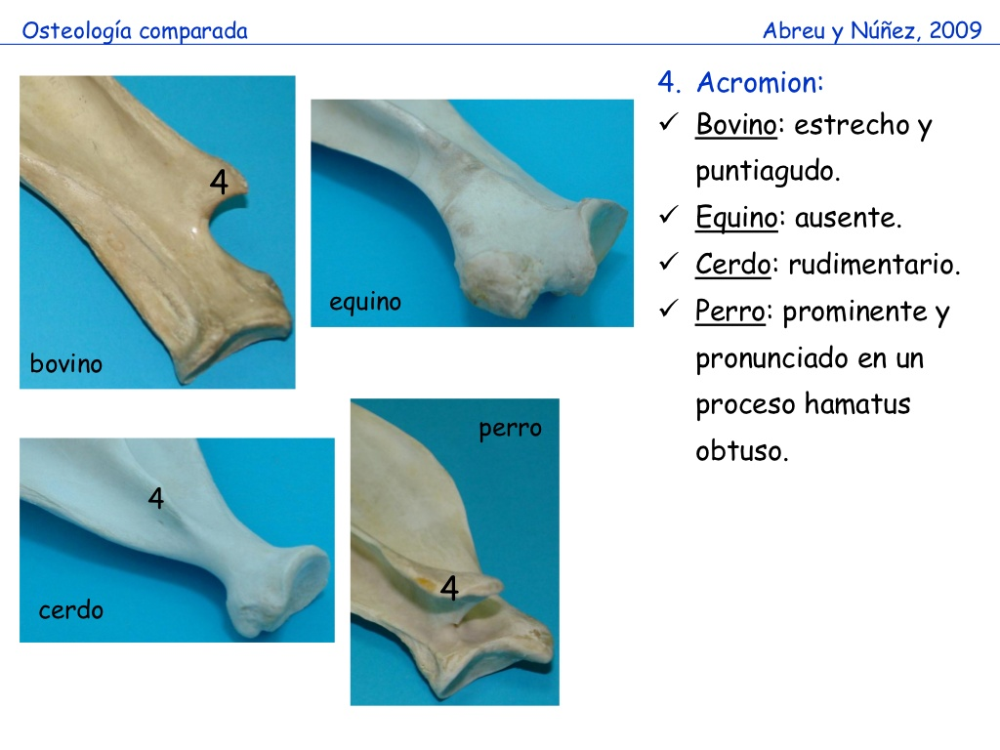 Osteología comparada
Abreu y Núñez, 2009
4
bovino
equino
4
cerdo
perro
4
4. Acromion:
✓ Bovino: estrecho y
puntiagudo.
✓ Equino: ausente.
✓ Cerdo: rudimentario.
✓ Perro: prominente y
pronunciado en un
proceso hamatus
obtuso.